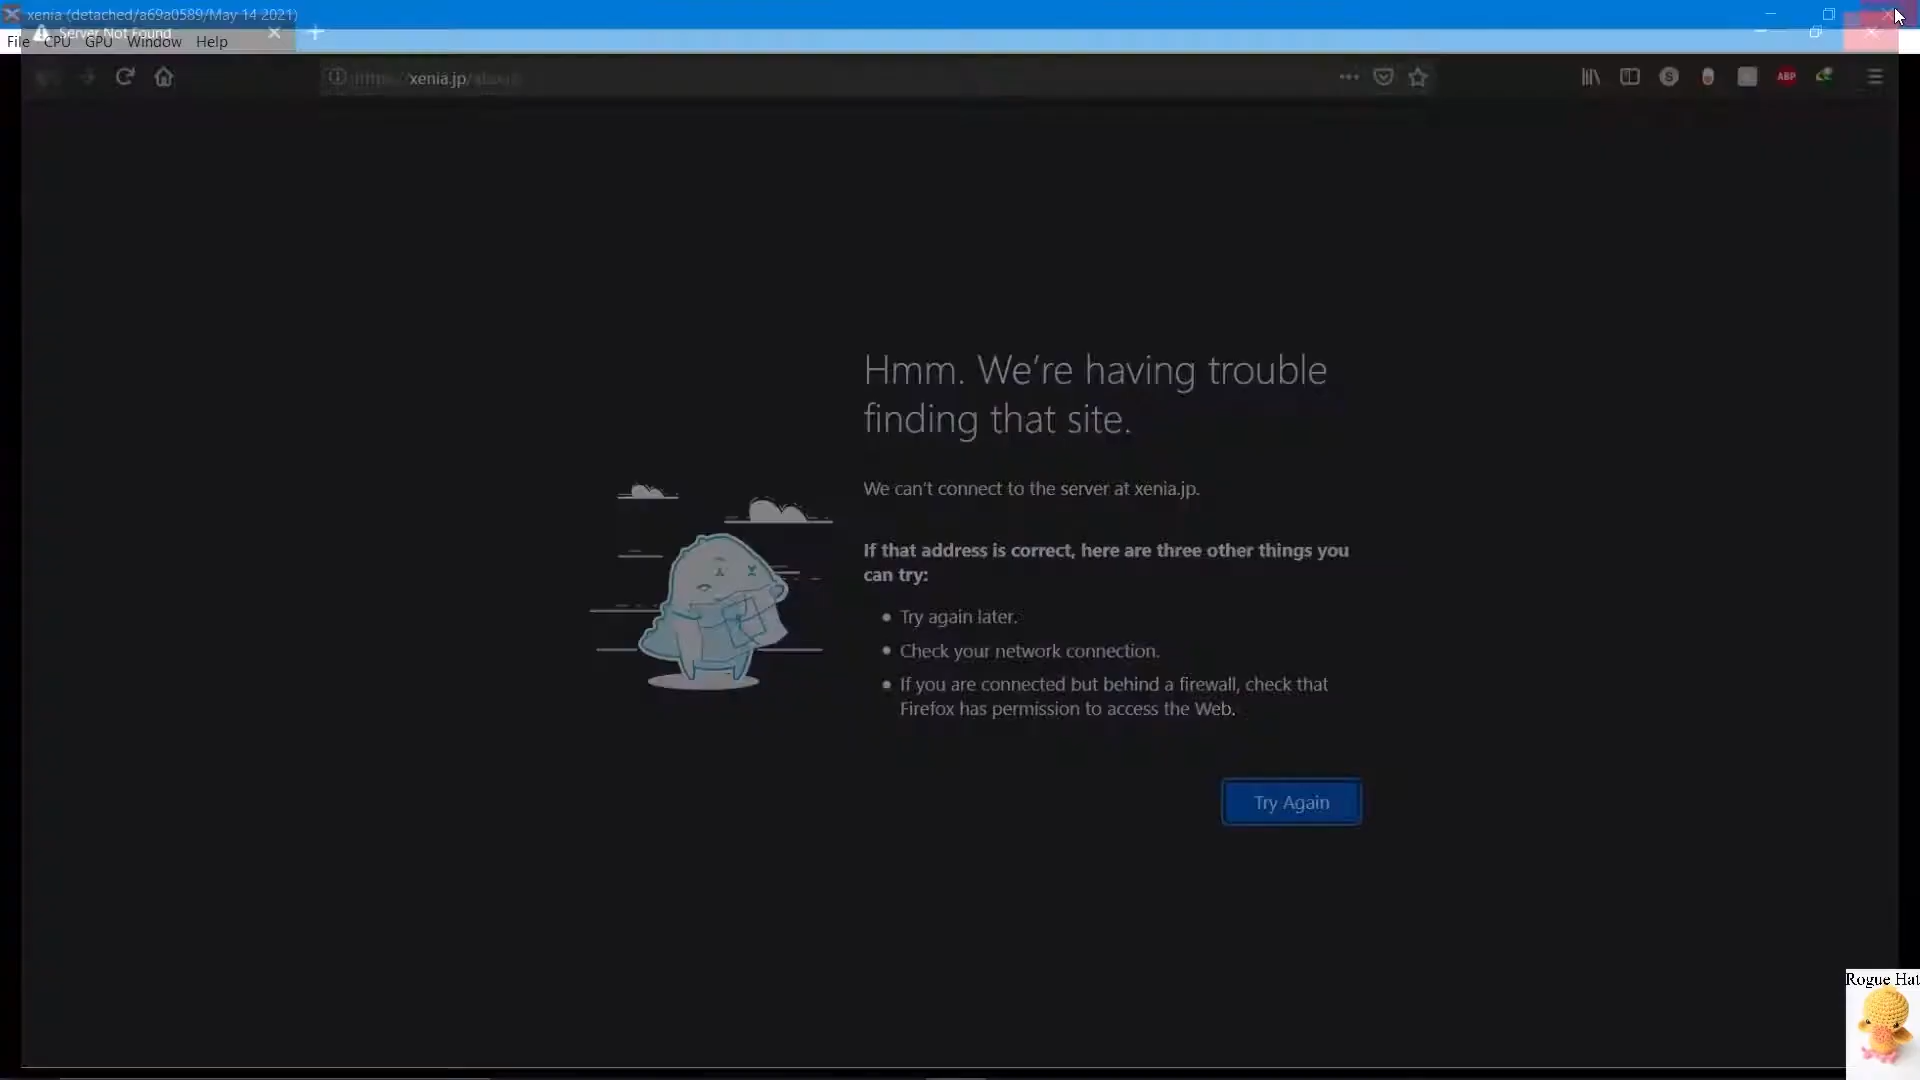 xenia (detached/a69a0589/May 14 2021)
Server Not Found
File CPU GPU Window Help
xenia.jp/
S
ABP
Hmm. We’re having trouble
finding that site.
We can’t connect to the server at xenia.jp.
If that address is correct, here are three other things you
can try:
Try again later.
Check your network connection.
If you are connected but behind a firewall, check that
Firefox has permission to access the Web.
Try Again
Rogue Hat